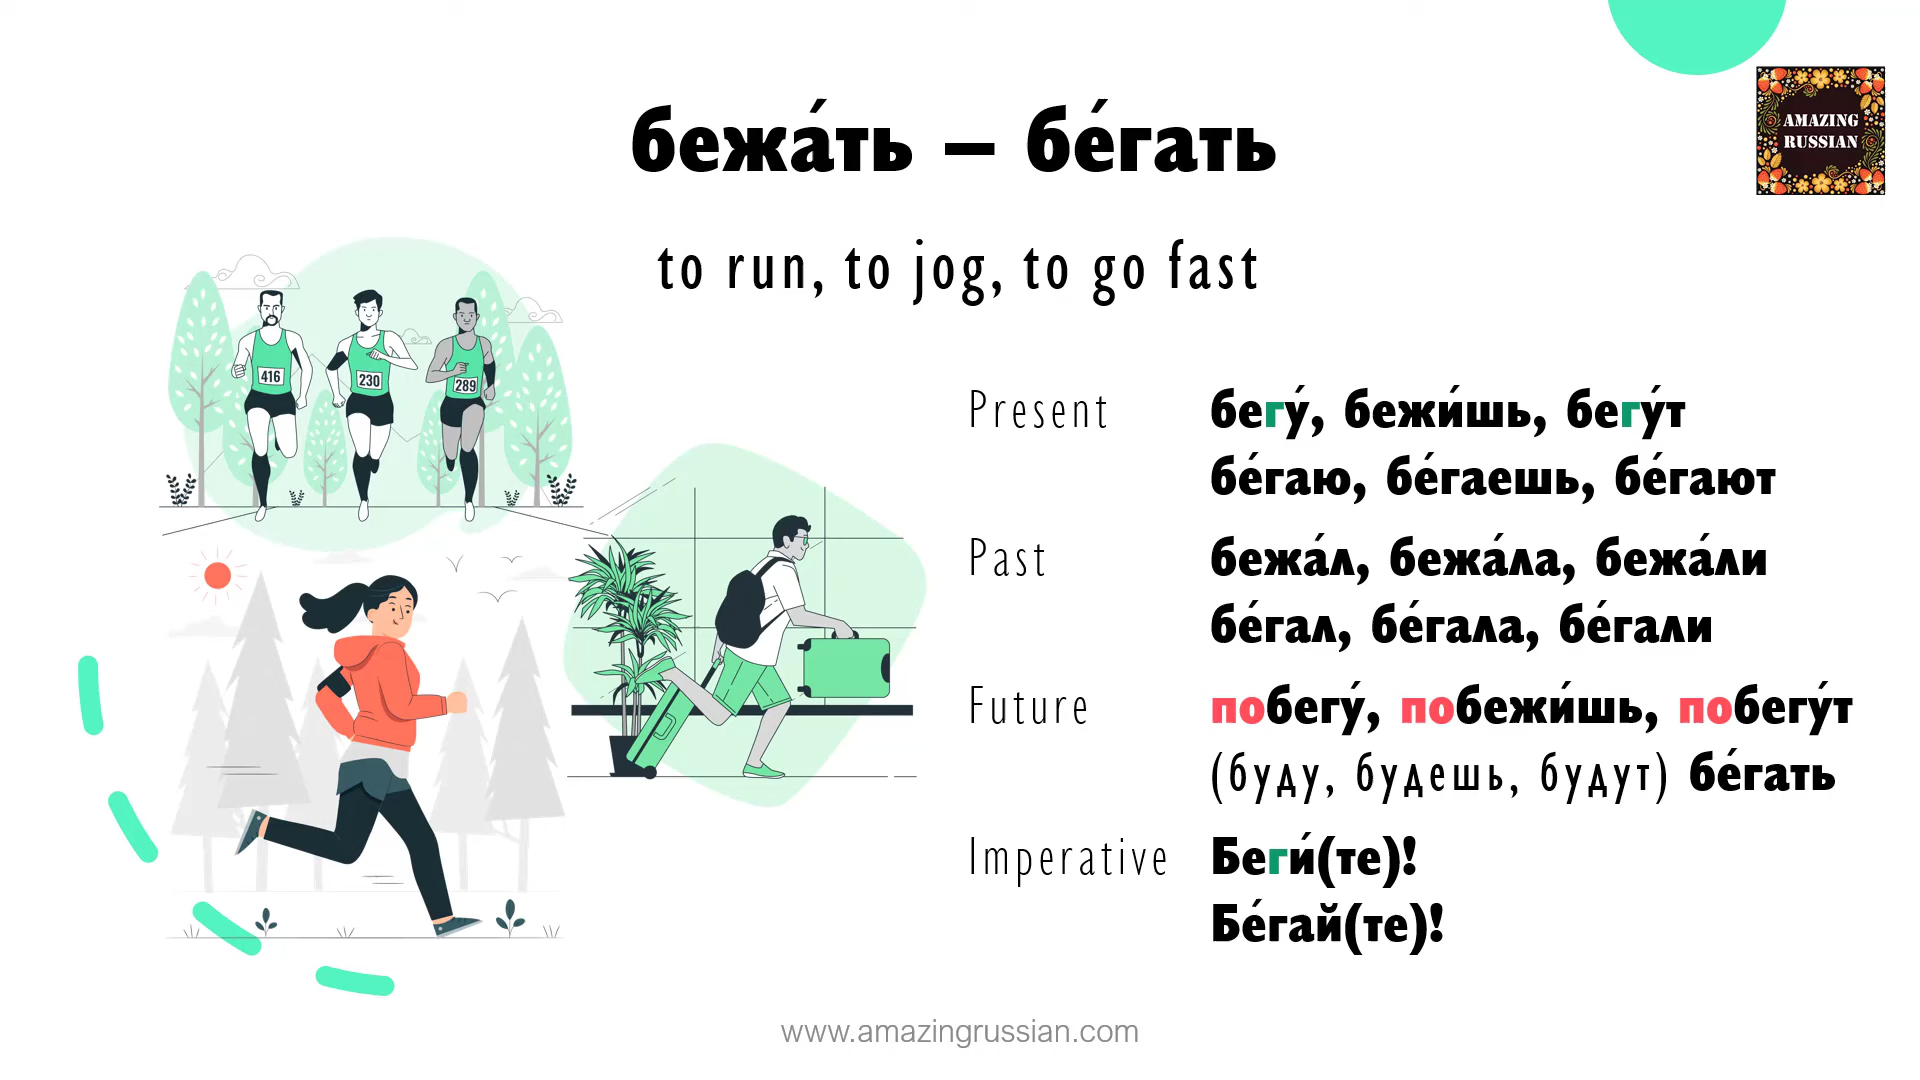 AMAZING
RUSSIAN
бежа́ть – бе́гать
to run, to jog, to go fast
416
230
289
Present бегу́, бежи́шь, бегу́т
бе́гаю, бе́гаешь, бе́гают
Past бежа́л, бежа́ла, бежа́ли
бе́гал, бе́гала, бе́гали
Future побегу́, побежи́шь, побегу́т
(буду, будешь, будут) бе́гать
Imperative Беги́(те)!
Бе́гай(те)!
www.amazingrussian.com